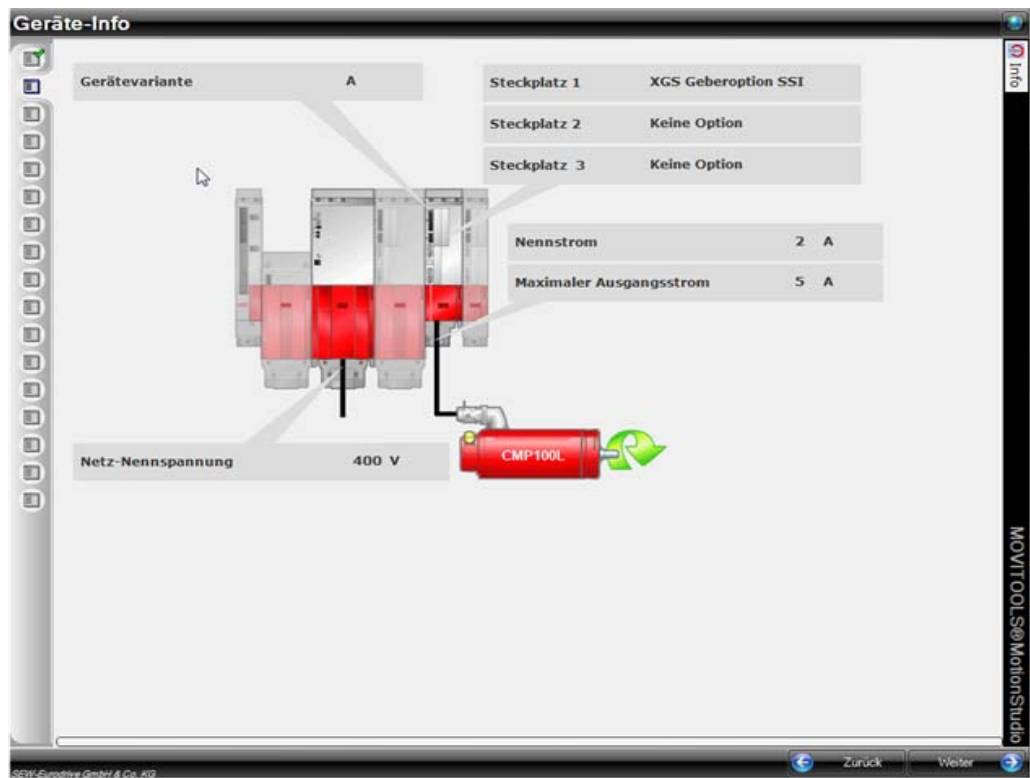 Geräte-Info
Info
Gerätevariante A
Steckplatz 1 XGS Geberoption SSI
Steckplatz 2 Keine Option
Steckplatz 3 Keine Option
Nennstrom 2 A
Maximaler Ausgangsstrom 5 A
Netz-Nennspannung 400 V
CMP100L
MOVITOOLS®MotionStudio
Zurück Weiter
SEW-Eurodrive GmbH & Co. KG